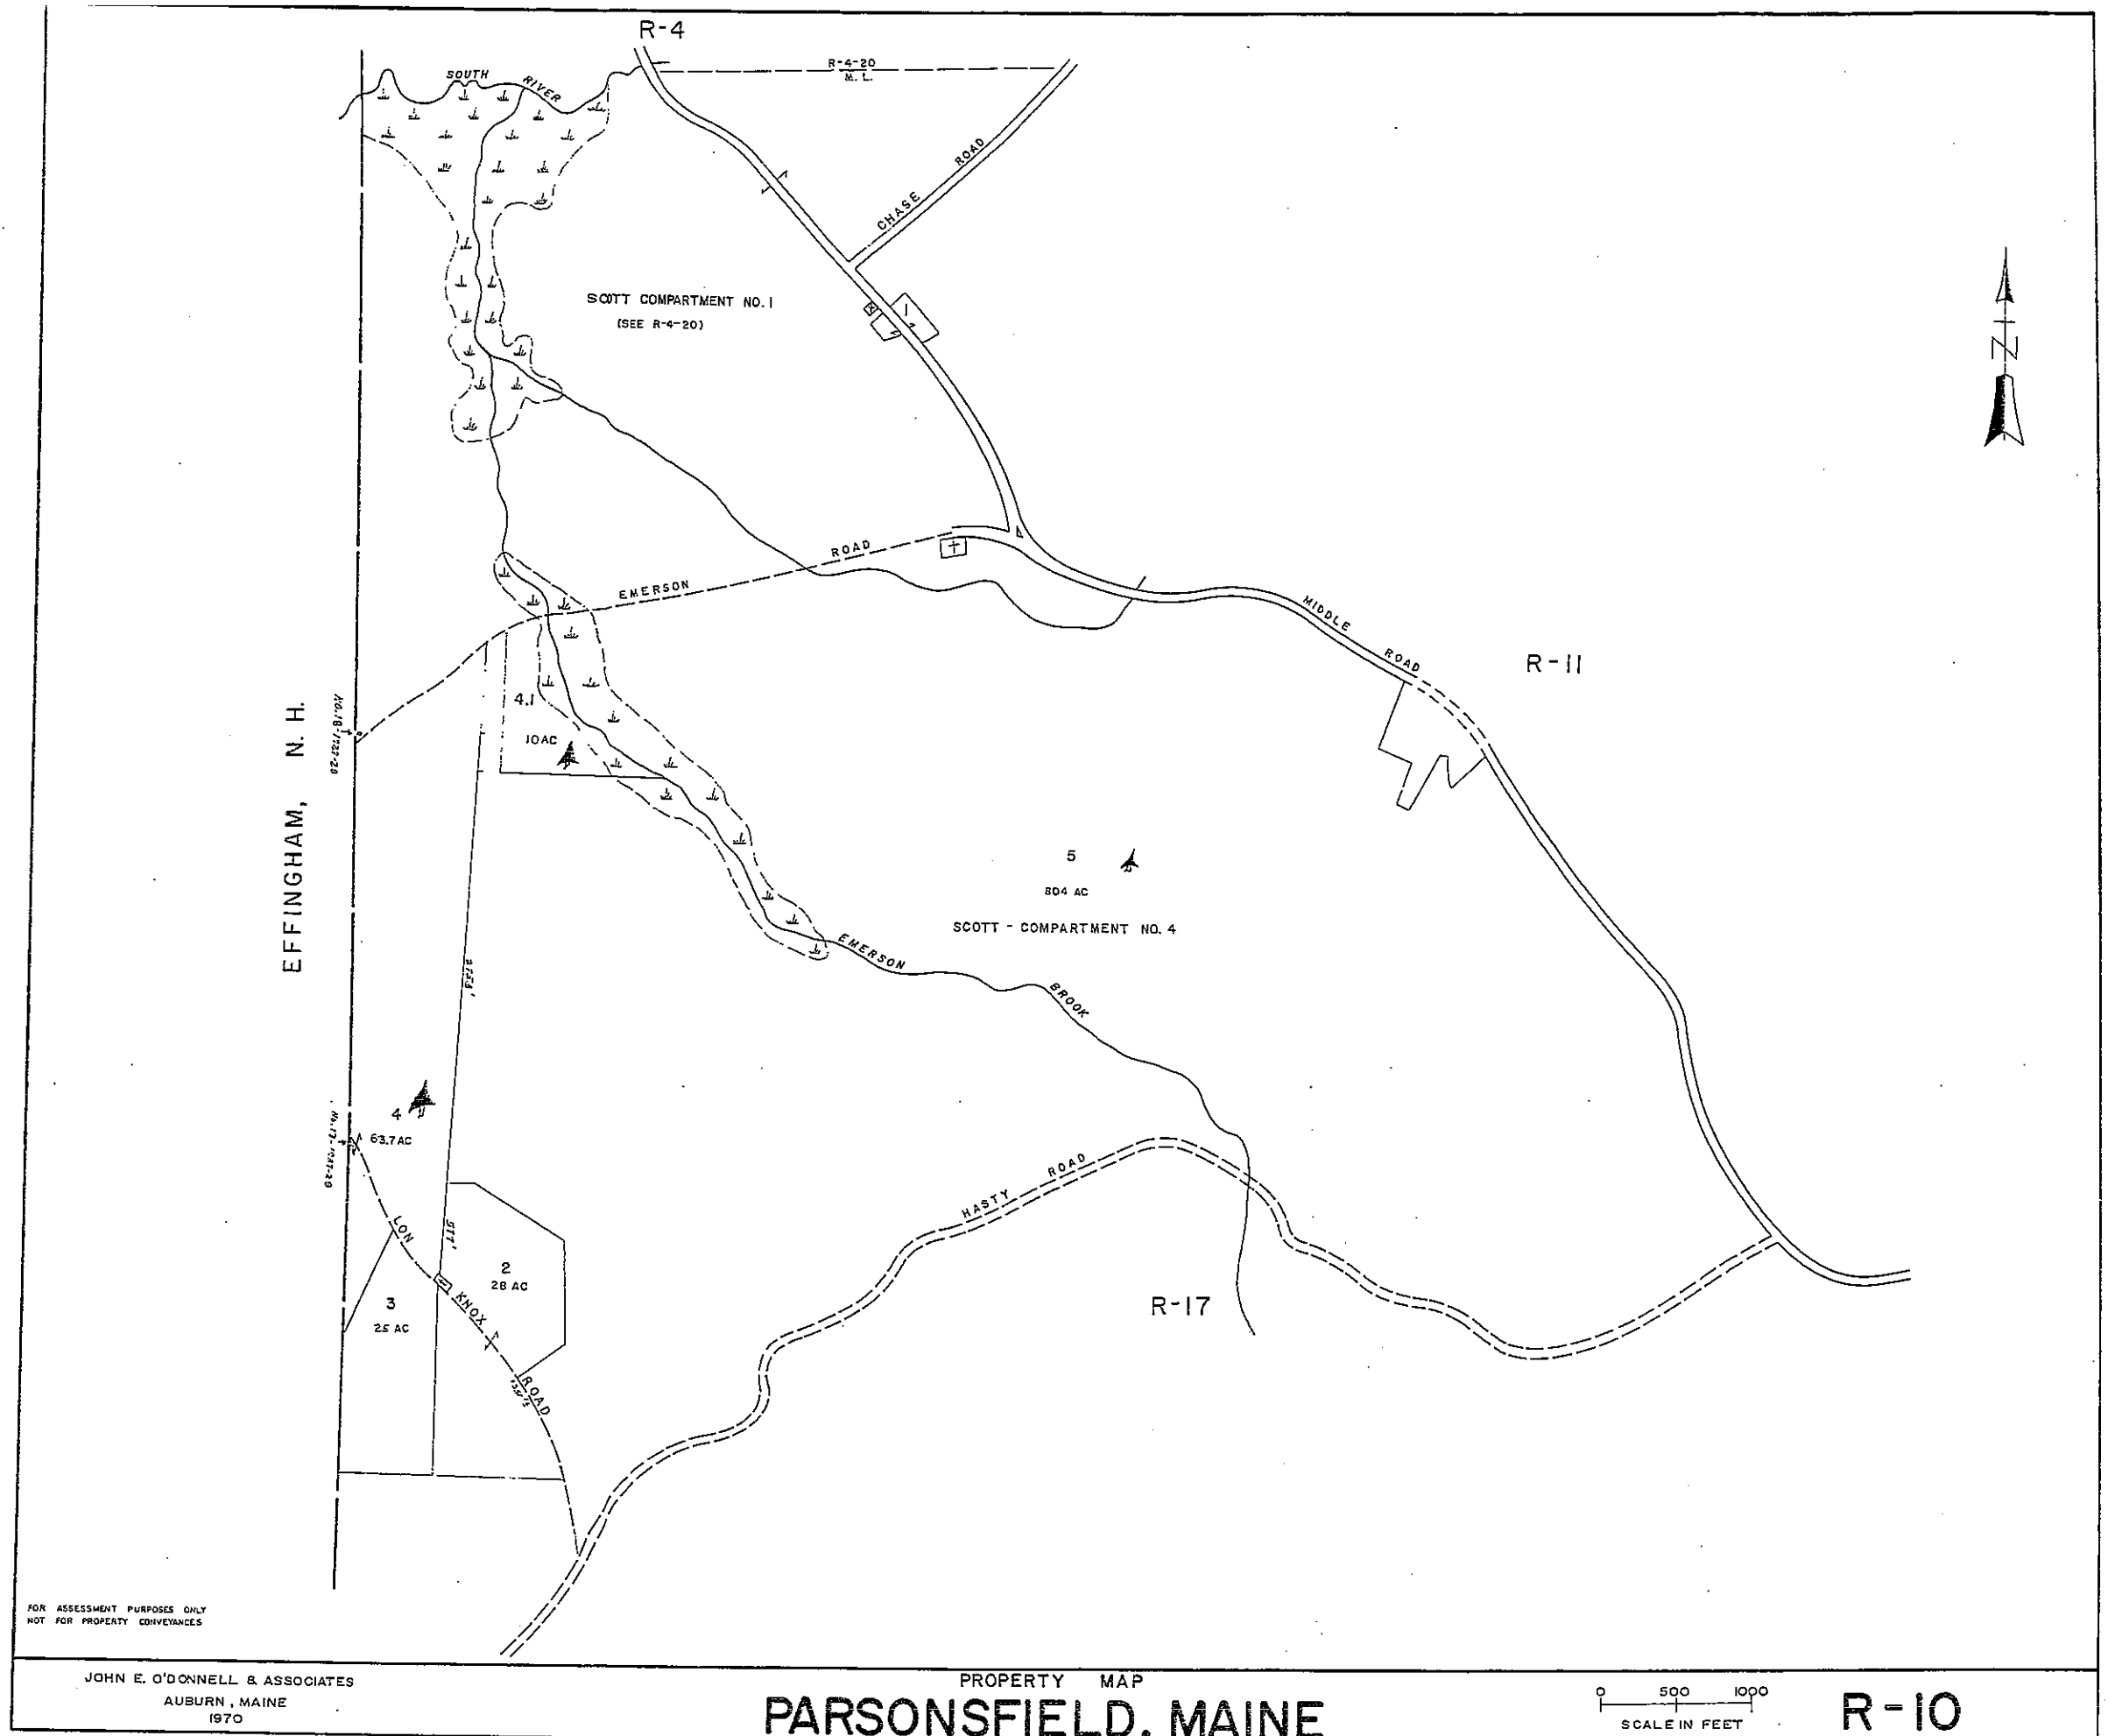 R-4
R-4-20
M. L.
SOUTH RIVER
CHASE ROAD
SCOTT COMPARTMENT NO. 1
(SEE R-4-20)
1
EMERSON ROAD
MIDDLE ROAD
R-11
4.1
10 AC
EFFINGHAM, N. H.
5
804 AC
SCOTT - COMPARTMENT NO. 4
EMERSON BROOK
4
63.7 AC
HASTY ROAD
LON KNOX ROAD
2
28 AC
3
25 AC
R-17
FOR ASSESSMENT PURPOSES ONLY
NOT FOR PROPERTY CONVEYANCES
JOHN E. O'DONNELL & ASSOCIATES
AUBURN, MAINE
1970
PROPERTY MAP
PARSONSFIELD, MAINE
0 500 1000
SCALE IN FEET
R-10